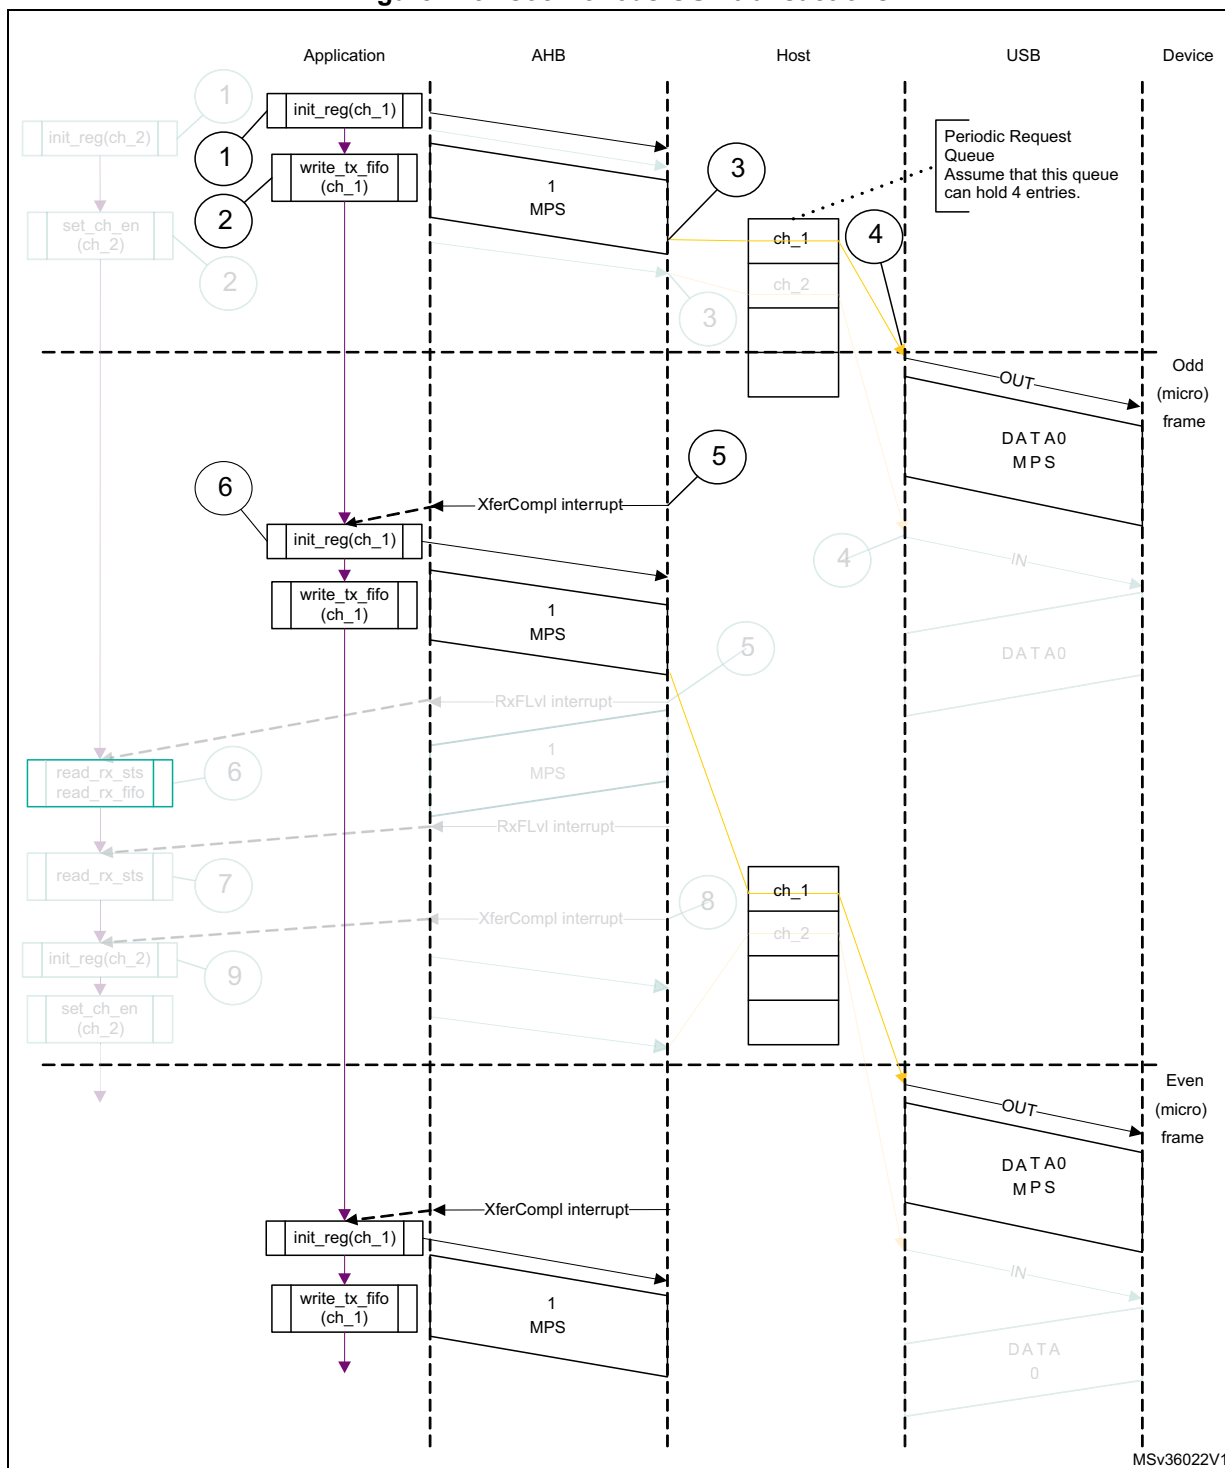 Application AHB Host USB Device
1
init_reg(ch_1)
init_reg(ch_2)
1
Periodic Request
Queue
Assume that this queue
can hold 4 entries.
write_tx_fifo
(ch_1)
3
1
MPS
2
set_ch_en
(ch_2)
4
ch_1
2
ch_2
3
Odd
(micro)
frame
OUT
DATA0
MPS
5
6
XferCompl interrupt
init_reg(ch_1)
4
IN
write_tx_fifo
(ch_1)
1
MPS
5
DATA0
RxFLvl interrupt
read_rx_sts
read_rx_fifo
6
1
MPS
RxFLvl interrupt
read_rx_sts
7
ch_1
8
XferCompl interrupt
ch_2
init_reg(ch_2)
9
set_ch_en
(ch_2)
Even
(micro)
frame
OUT
DATA0
MPS
XferCompl interrupt
init_reg(ch_1)
IN
write_tx_fifo
(ch_1)
1
MPS
DATA
0
MSv36022V1